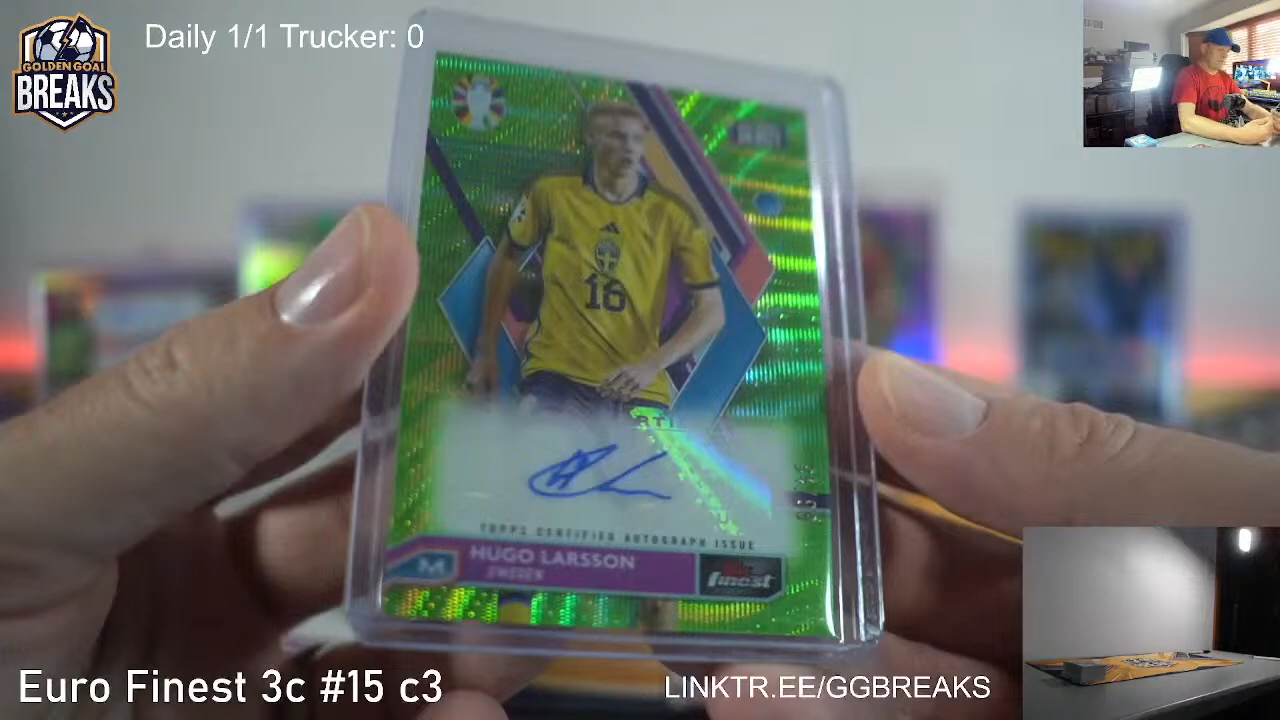 GOLDEN GOAL
BREAKS
Daily 1/1 Trucker: 0
18
TOPPS CERTIFIED AUTOGRAPH ISSUE
HUGO LARSSON
SWEDEN
M
finest
Euro Finest 3c #15 c3
LINKTR.EE/GGBREAKS